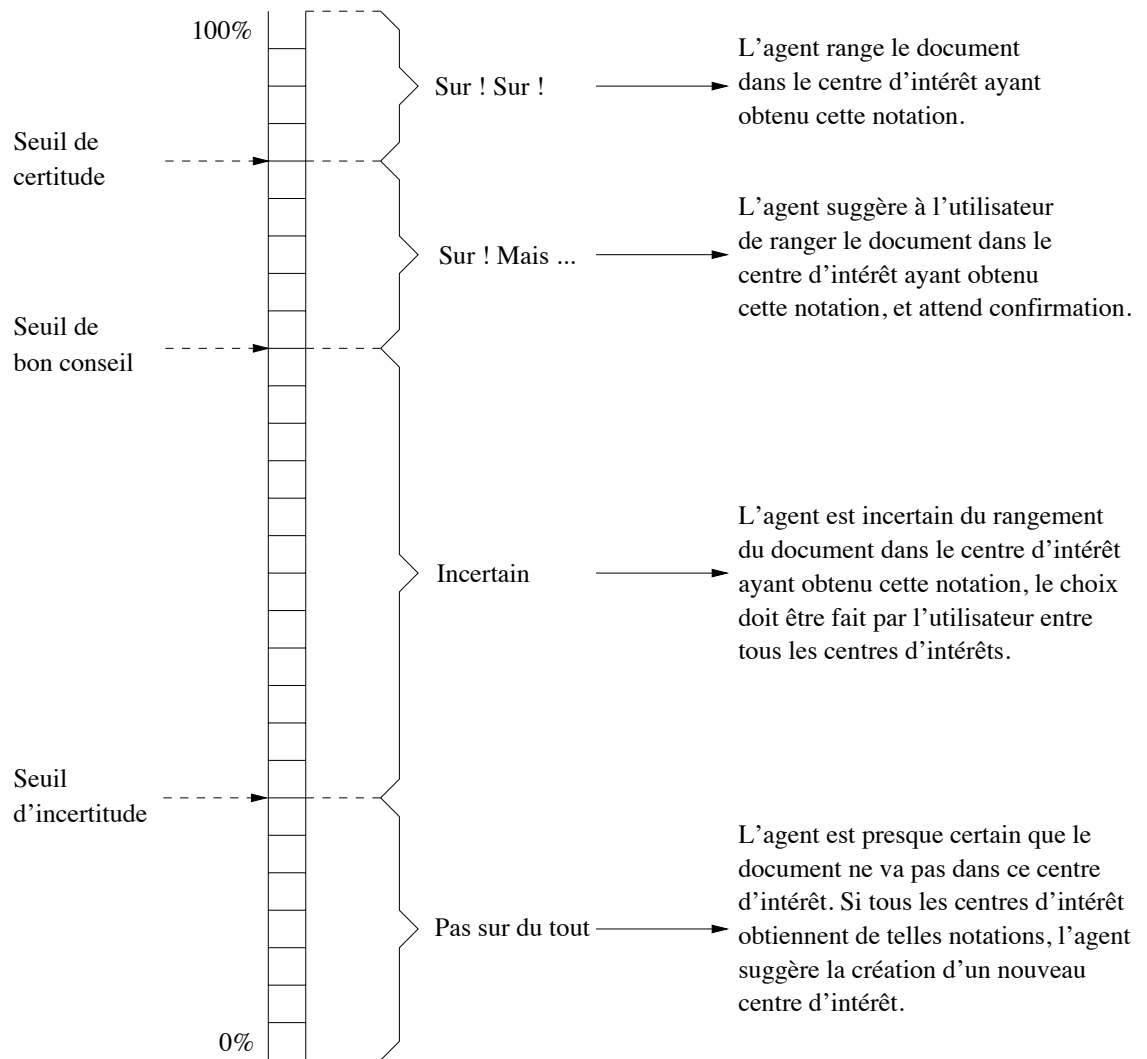 100%
Sur ! Sur !
L’agent range le document
dans le centre d’intérêt ayant
obtenu cette notation.
Seuil de
certitude
Sur ! Mais ...
L’agent suggère à l’utilisateur
de ranger le document dans le
centre d’intérêt ayant obtenu
cette notation, et attend confirmation.
Seuil de
bon conseil
Incertain
L’agent est incertain du rangement
du document dans le centre d’intérêt
ayant obtenu cette notation, le choix
doit être fait par l’utilisateur entre
tous les centres d’intérêts.
Seuil
d’incertitude
Pas sur du tout
L’agent est presque certain que le
document ne va pas dans ce centre
d’intérêt. Si tous les centres d’intérêt
obtiennent de telles notations, l’agent
suggère la création d’un nouveau
centre d’intérêt.
0%